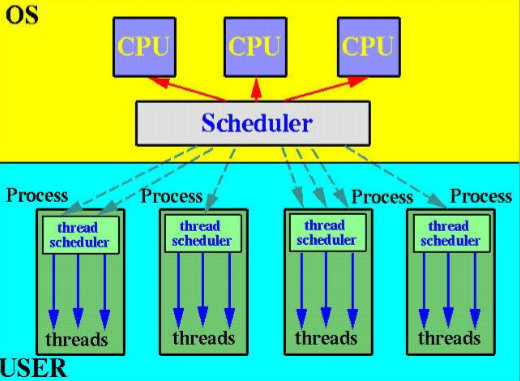 OS
CPU CPU CPU
Scheduler
Process Process Process Process
thread thread thread thread
scheduler scheduler scheduler scheduler
threads threads threads threads
USER